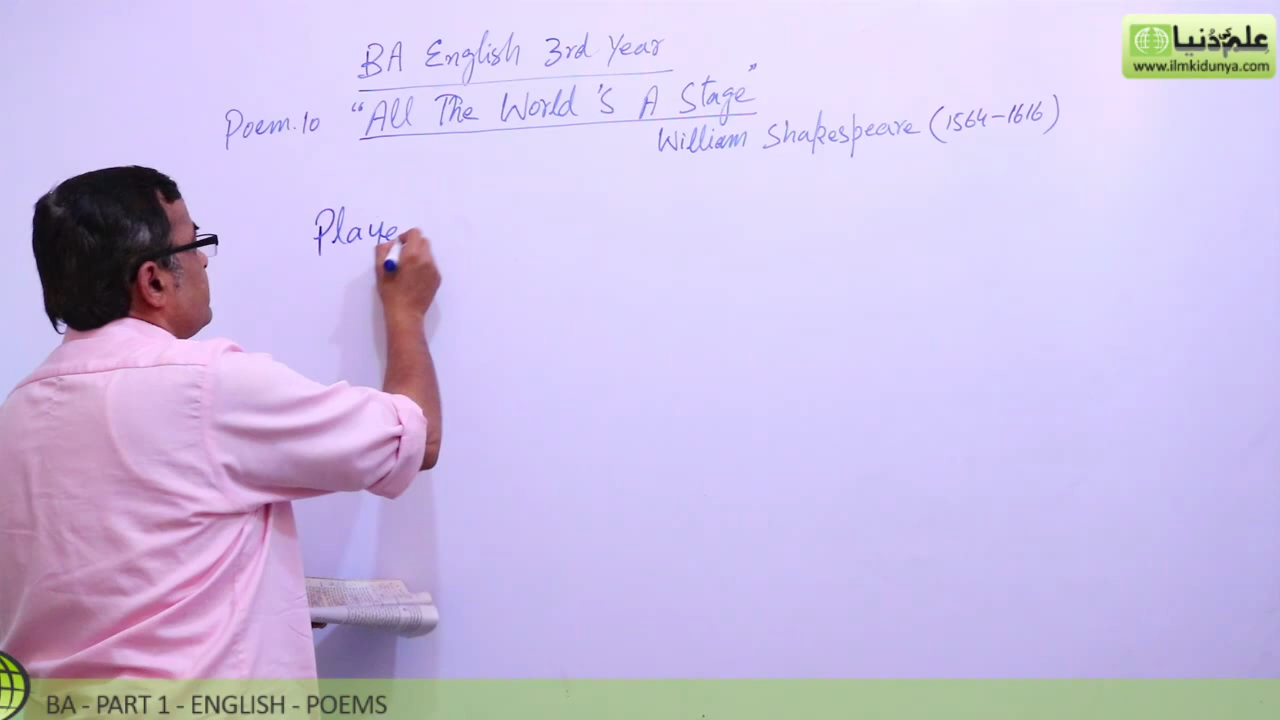 BA English 3rd Year
Poem.10 "All The World's A Stage"
William Shakespeare (1564-1616)
Playe
علم کی دُنیا
www.ilmkidunya.com
BA - PART 1 - ENGLISH - POEMS